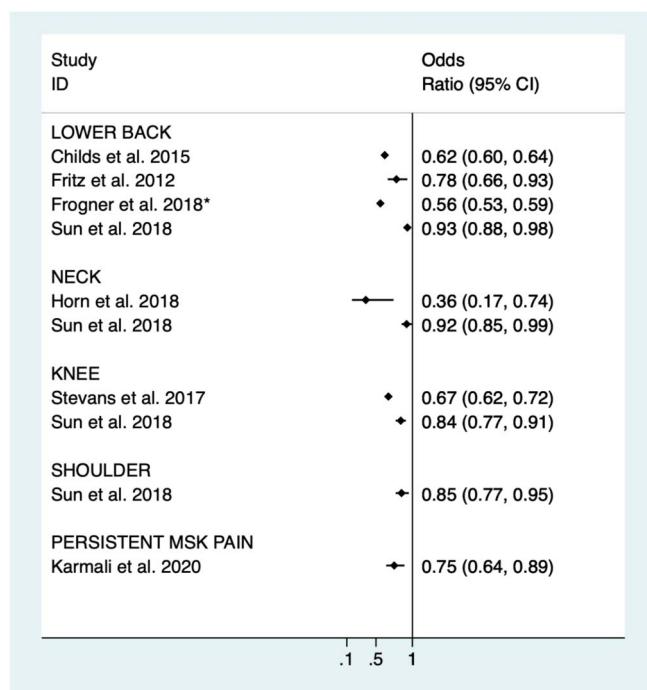 Study Odds
ID Ratio (95% CI)
LOWER BACK
Childs et al. 2015 0.62 (0.60, 0.64)
Fritz et al. 2012 0.78 (0.66, 0.93)
Frogner et al. 2018* 0.56 (0.53, 0.59)
Sun et al. 2018 0.93 (0.88, 0.98)
NECK
Horn et al. 2018 0.36 (0.17, 0.74)
Sun et al. 2018 0.92 (0.85, 0.99)
KNEE
Stevans et al. 2017 0.67 (0.62, 0.72)
Sun et al. 2018 0.84 (0.77, 0.91)
SHOULDER
Sun et al. 2018 0.85 (0.77, 0.95)
PERSISTENT MSK PAIN
Karmali et al. 2020 0.75 (0.64, 0.89)
.1 .5 1